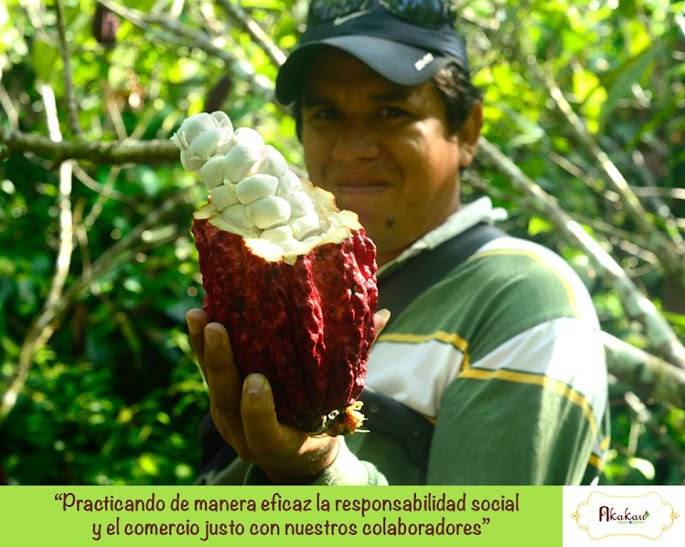 “Practicando de manera eficaz la responsabilidad social
y el comercio justo con nuestros colaboradores”
Akakau